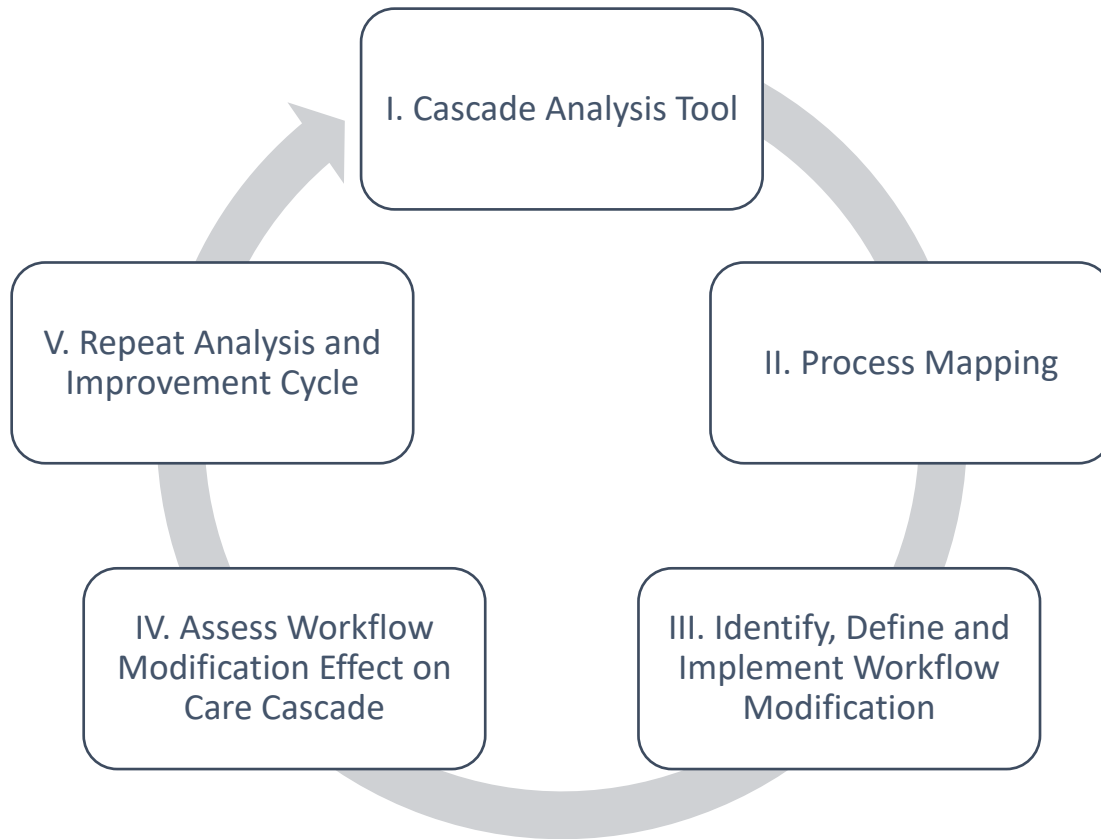 I. Cascade Analysis Tool
II. Process Mapping
III. Identify, Define and
Implement Workflow
Modification
IV. Assess Workflow
Modification Effect on
Care Cascade
V. Repeat Analysis and
Improvement Cycle